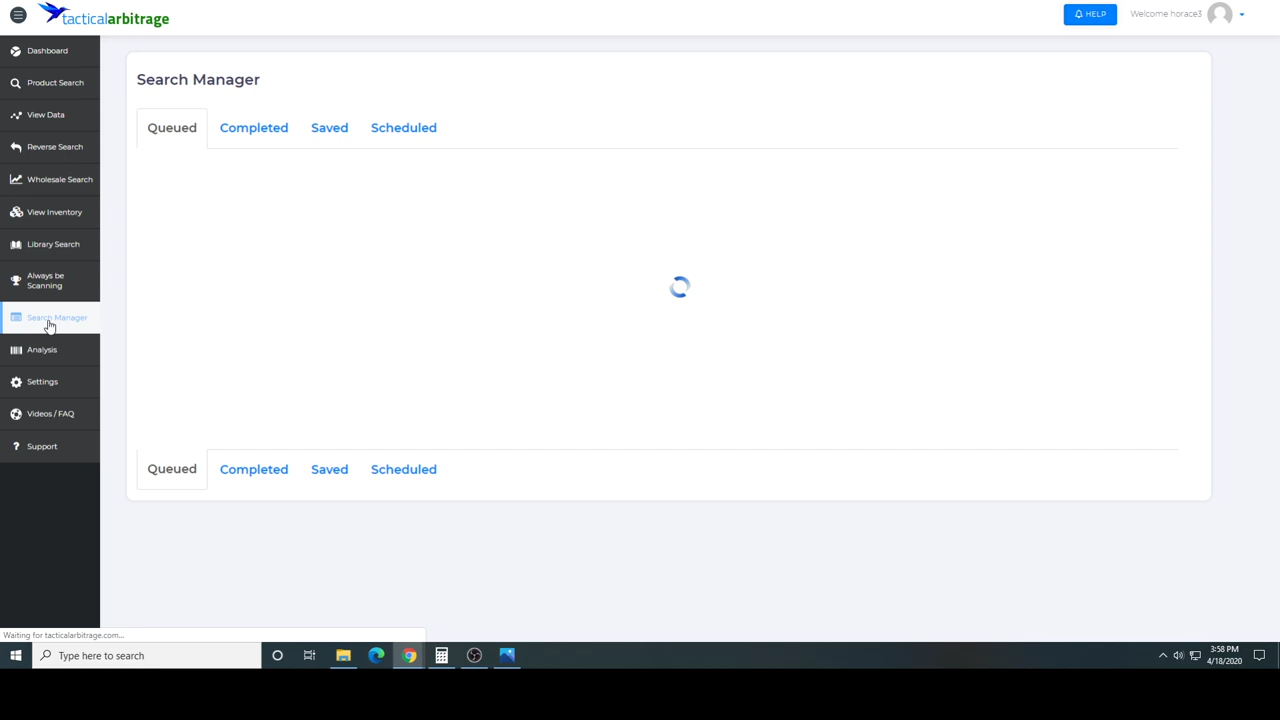 tacticalarbitrage
HELP
Welcome horace3
Dashboard
Product Search
View Data
Reverse Search
Wholesale Search
View Inventory
Library Search
Always be
Scanning
Search Manager
Analysis
Settings
Videos / FAQ
? Support
Search Manager
Queued Completed Saved Scheduled
Queued Completed Saved Scheduled
Waiting for tacticalarbitrage.com...
Type here to search
3:58 PM
4/18/2020